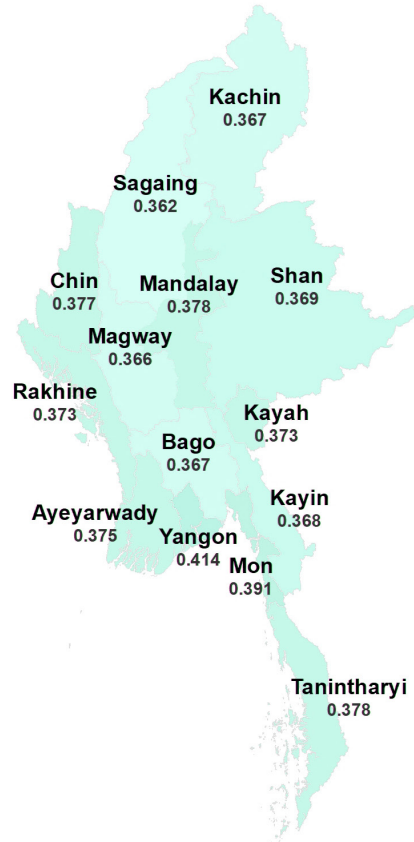 Kachin
0.367
Sagaing
0.362
Chin
0.377
Mandalay
0.378
Shan
0.369
Magway
0.366
Rakhine
0.373
Kayah
0.373
Bago
0.367
Kayin
0.368
Ayeyarwady
0.375
Yangon
0.414
Mon
0.391
Tanintharyi
0.378